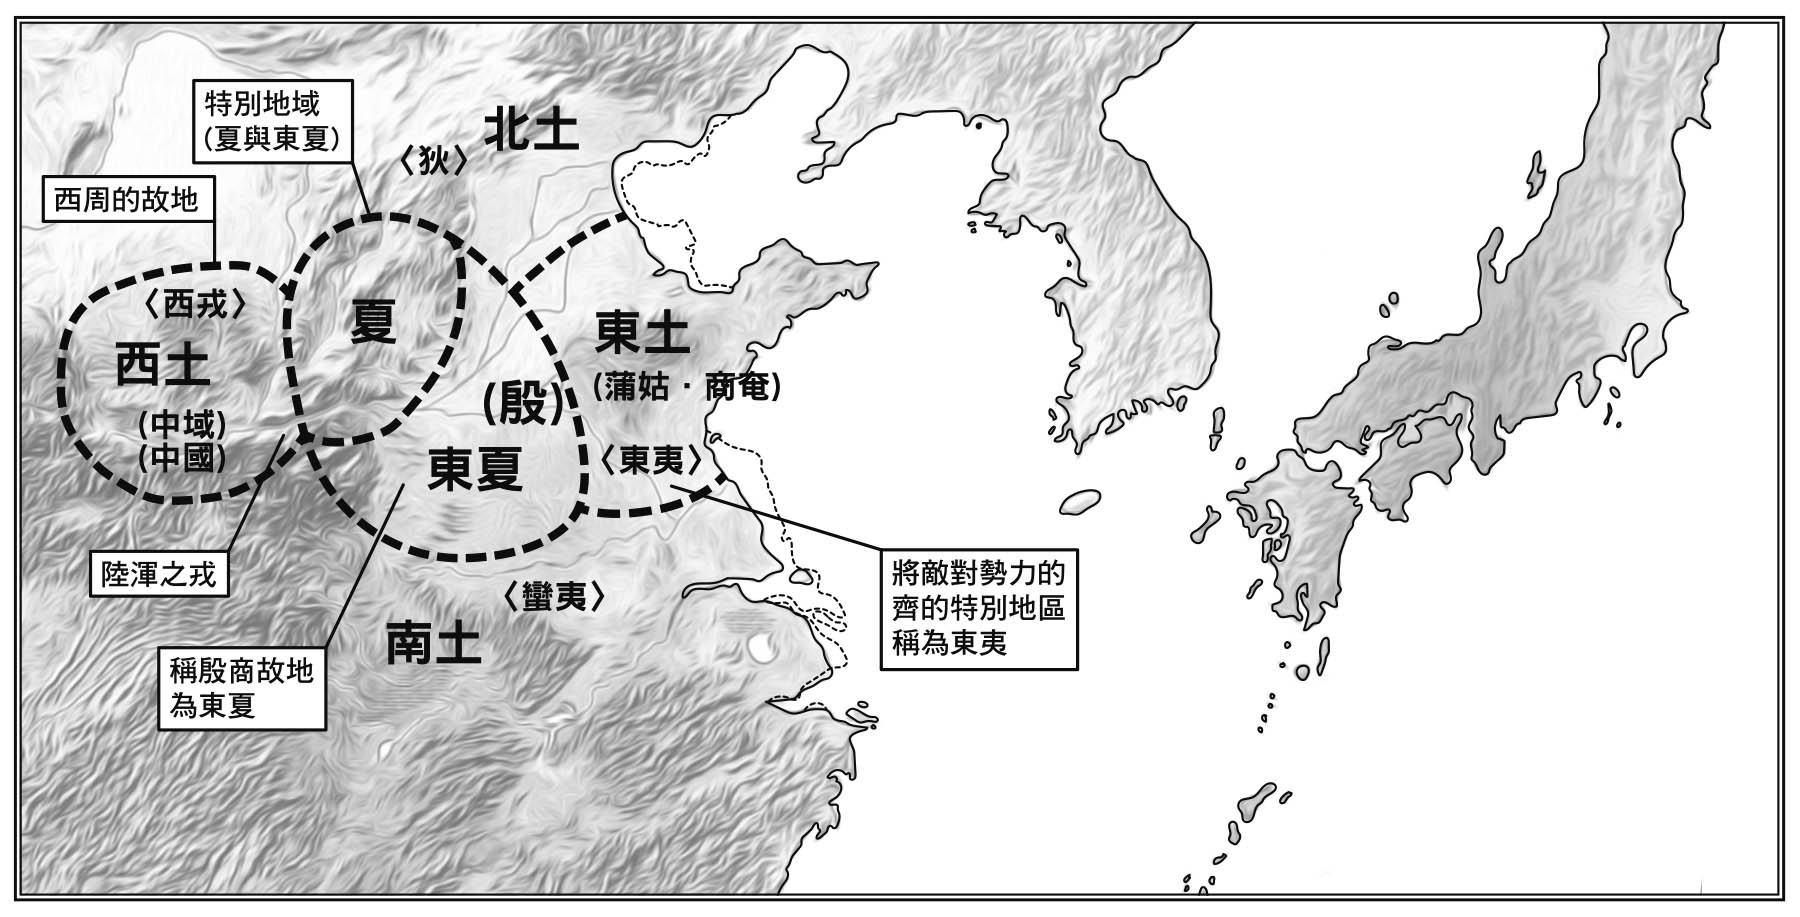 特別地域
(夏與東夏)
北土
〈狄〉
西周的故地
〈西戎〉
夏
西土
東土
(殷)
(蒲姑・商奄)
(中域)
(中國)
東夏
〈東夷〉
陸渾之戎
〈蠻夷〉
將敵對勢力的
齊的特別地區
稱為東夷
南土
稱殷商故地
為東夏